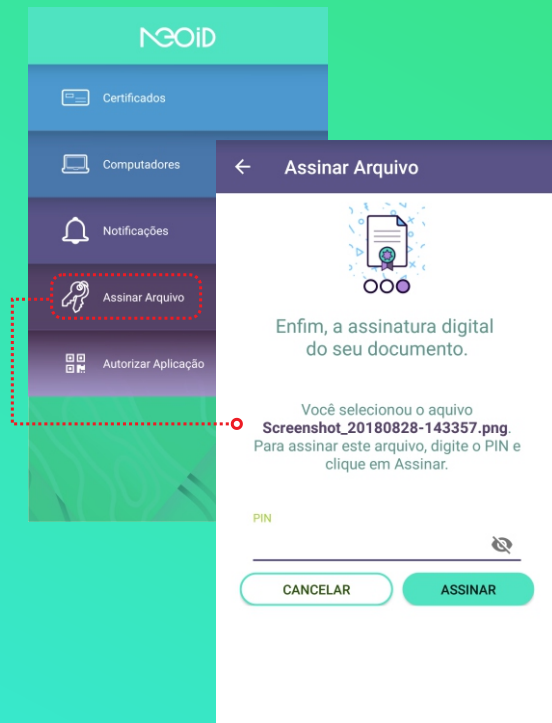 NEOiD
Certificados
Computadores
Notificações
Assinar Arquivo
Autorizar Aplicação
Assinar Arquivo
Enfim, a assinatura digital
do seu documento.
Você selecionou o aquivo
Screenshot_20180828-143357.png.
Para assinar este arquivo, digite o PIN e
clique em Assinar.
PIN
CANCELAR
ASSINAR